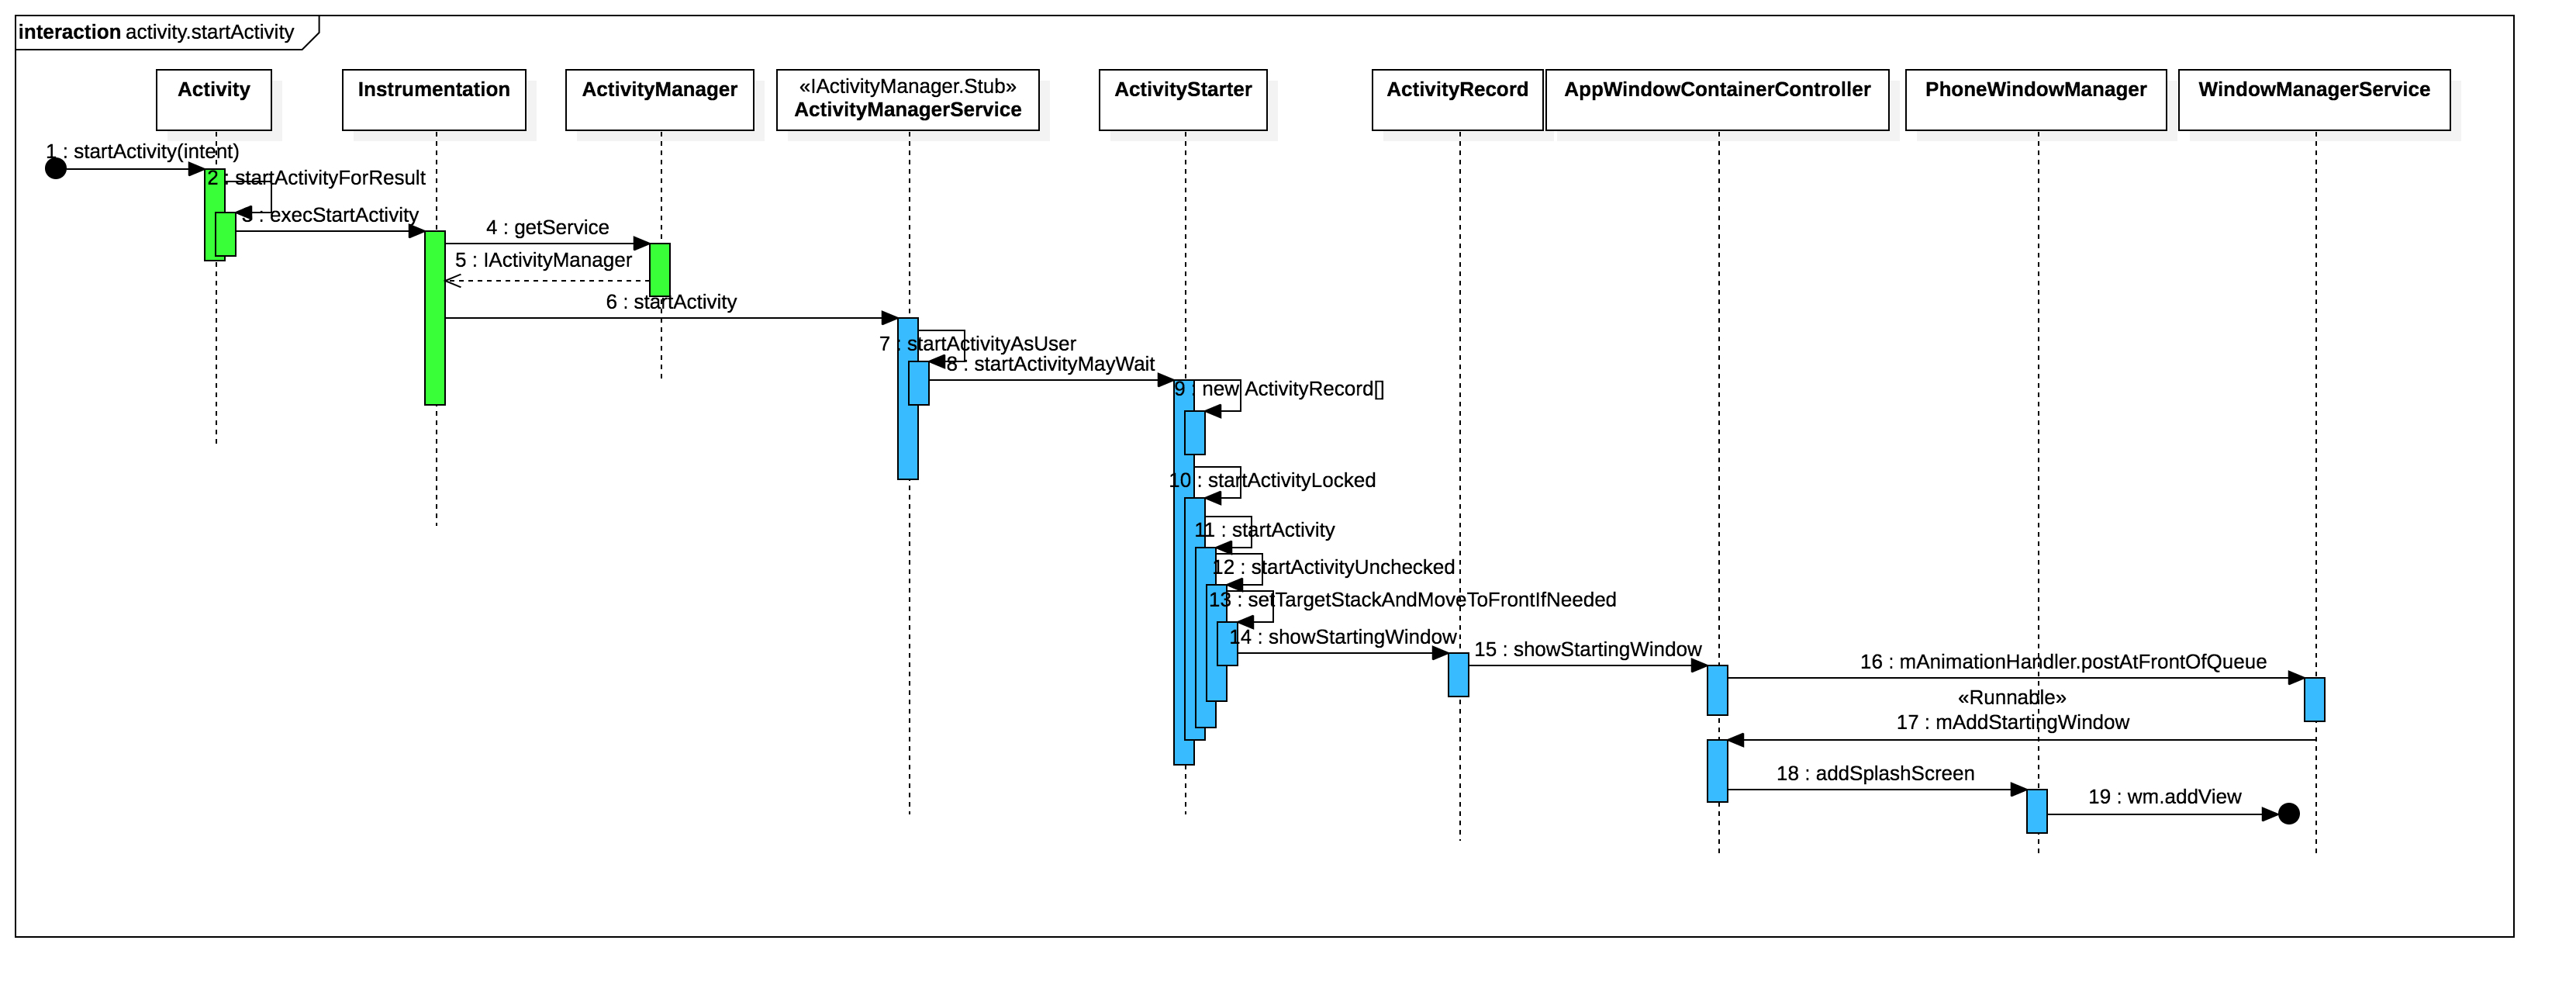 interaction activity.startActivity
Activity
Instrumentation
ActivityManager
«IActivityManager.Stub»
ActivityManagerService
ActivityStarter
ActivityRecord
AppWindowContainerController
PhoneWindowManager
WindowManagerService
1 : startActivity(intent)
2 : startActivityForResult
3 : execStartActivity
4 : getService
5 : IActivityManager
6 : startActivity
7 : startActivityAsUser
8 : startActivityMayWait
9 : new ActivityRecord[]
10 : startActivityLocked
11 : startActivity
12 : startActivityUnchecked
13 : setTargetStackAndMoveToFrontIfNeeded
14 : showStartingWindow
15 : showStartingWindow
16 : mAnimationHandler.postAtFrontOfQueue
«Runnable»
17 : mAddStartingWindow
18 : addSplashScreen
19 : wm.addView